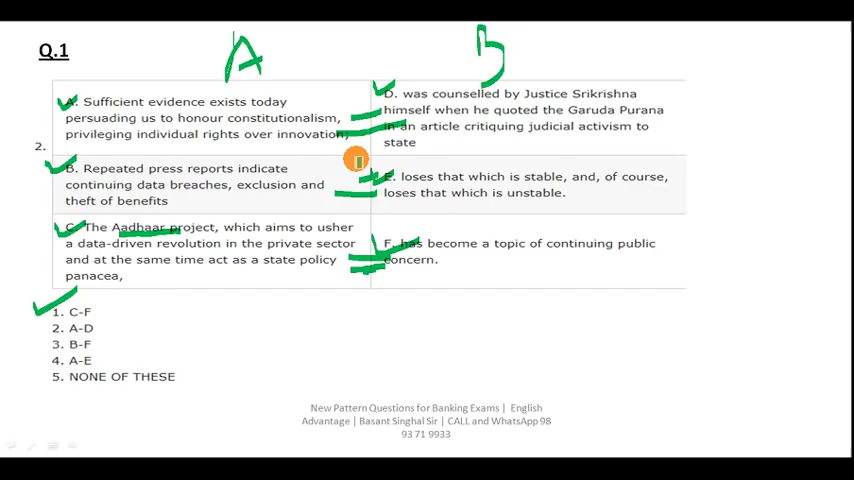 Q.1
A
B
2.
A. Sufficient evidence exists today
persuading us to honour constitutionalism,
privileging individual rights over innovation,
D. was counselled by Justice Srikrishna
himself when he quoted the Garuda Purana
in an article critiquing judicial activism to
state
B. Repeated press reports indicate
continuing data breaches, exclusion and
theft of benefits
E. loses that which is stable, and, of course,
loses that which is unstable.
C. The Aadhaar project, which aims to usher
a data-driven revolution in the private sector
and at the same time act as a state policy
panacea,
F. has become a topic of continuing public
concern.
1. C-F
2. A-D
3. B-F
4. A-E
5. NONE OF THESE
New Pattern Questions for Banking Exams | English
Advantage | Basant Singhal Sir | CALL and WhatsApp 98
93 71 9933